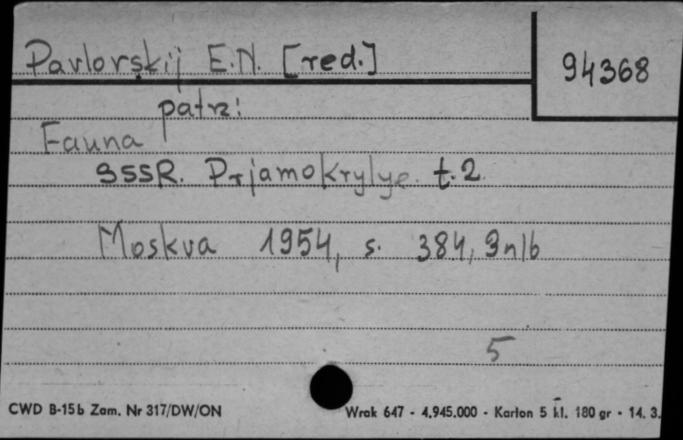 Pavlovskij E.N. [red.]
94368
patrz:
Fauna
SSSR. Prjamokrylye. t.2.
Moskva 1954, s. 384, 3nlb
5
CWD B-15b Zam. Nr 317/DW/ON
Wrak 647 - 4.945.000 - Karton 5 kl. 180 gr - 14. 3.